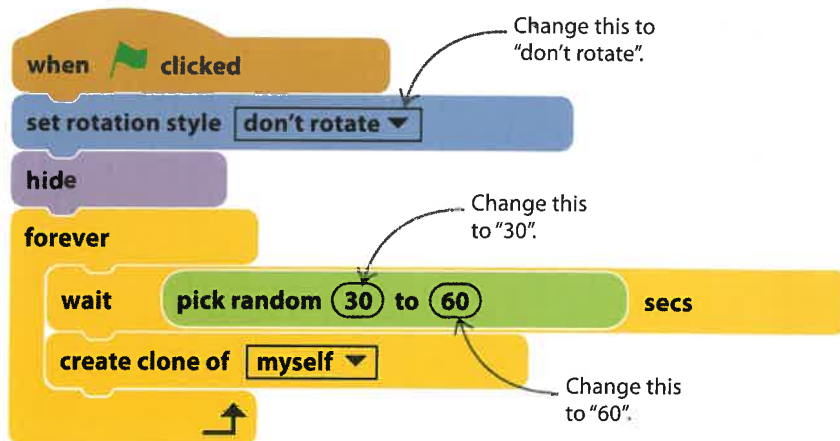 Change this to
"don't rotate".
when clicked
set rotation style don't rotate
hide
Change this
to "30".
forever
wait pick random 30 to 60 secs
create clone of myself
Change this
to "60".